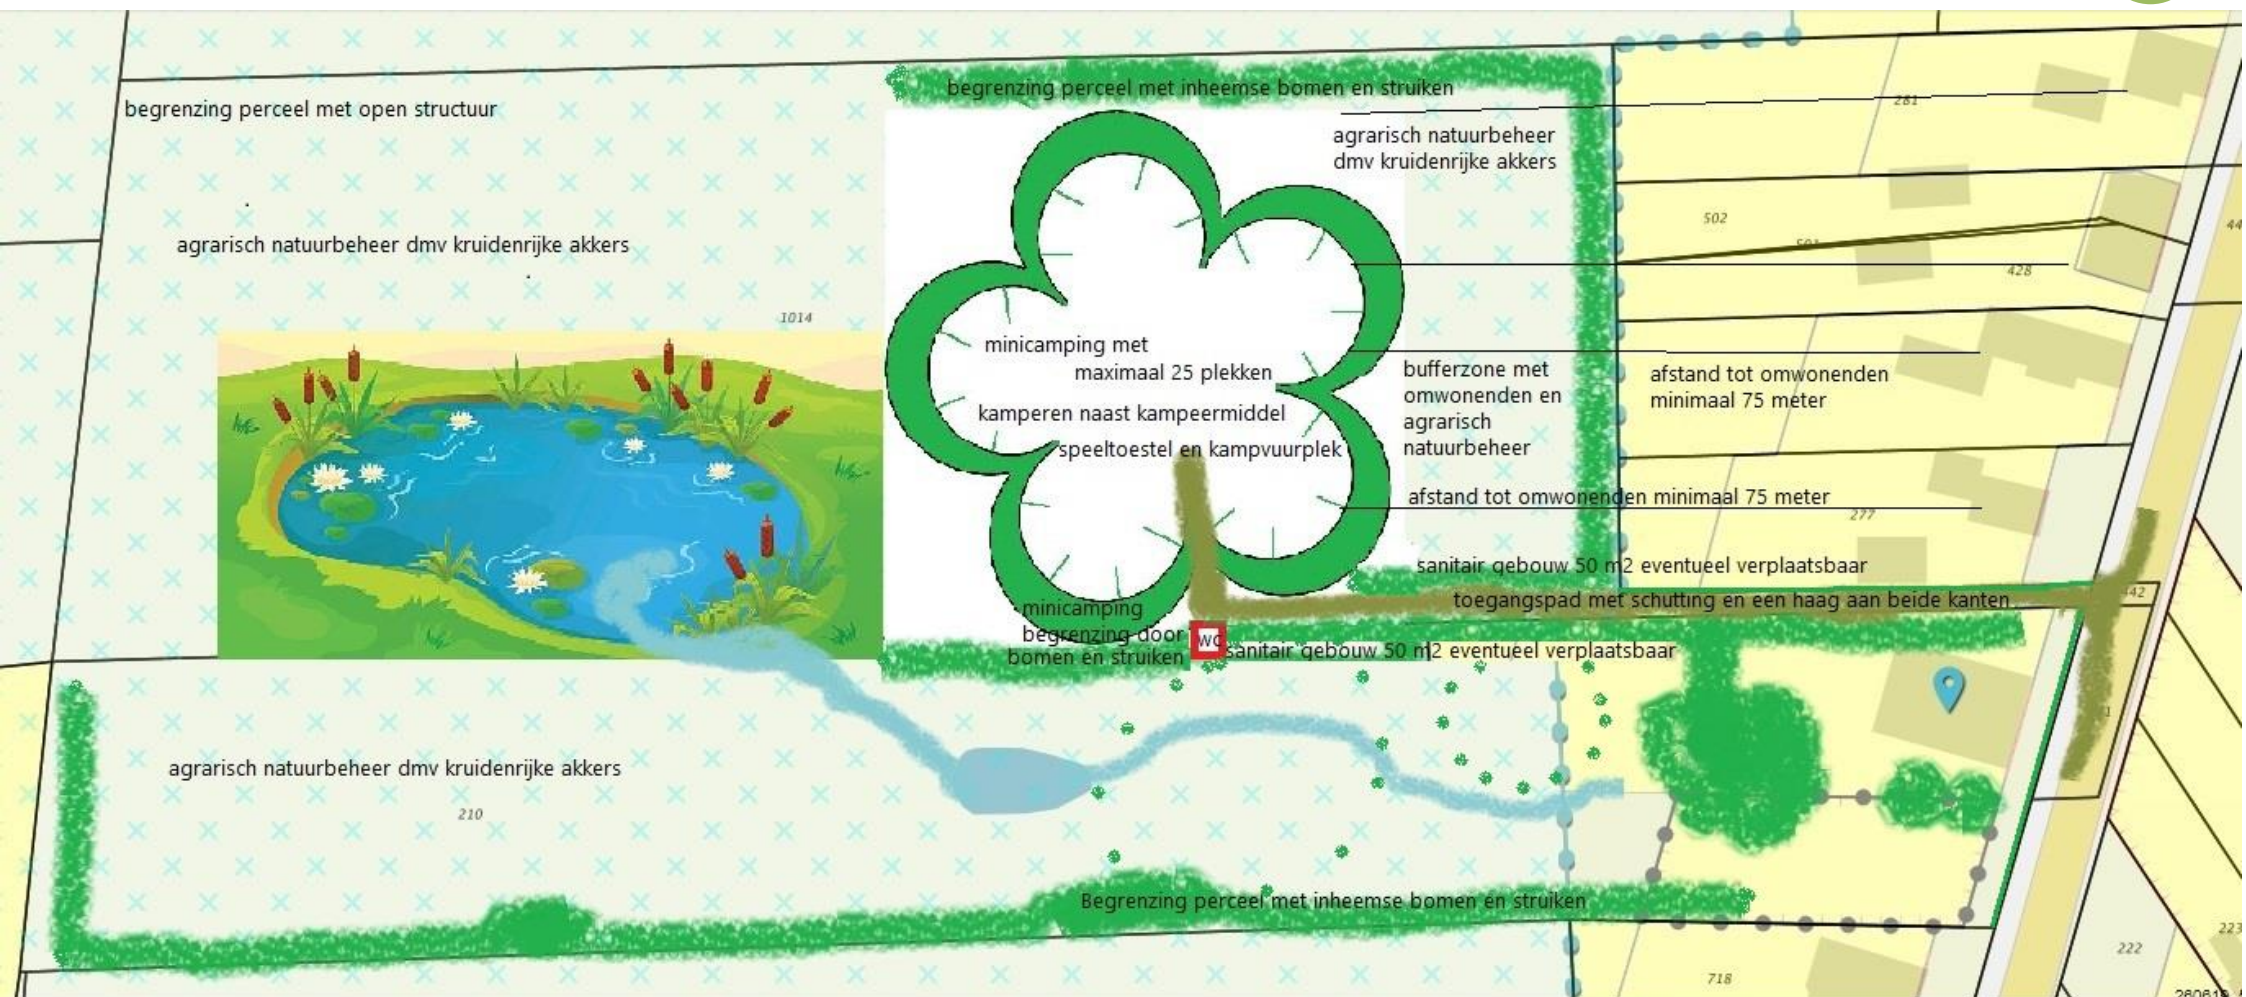 begrenzing perceel met inheemse bomen en struiken
281
begrenzing perceel met open structuur
agrarisch natuurbeheer
dmv kruidenrijke akkers
502
agrarisch natuurbeheer dmv kruidenrijke akkers
428
1014
minicamping met
maximaal 25 plekken
kamperen naast kampeermiddel
speeltoestel en kampvuurplek
bufferzone met
omwonenden en
agrarisch
natuurbeheer
afstand tot omwonenden
minimaal 75 meter
afstand tot omwonenden minimaal 75 meter
277
sanitair gebouw 50 m2 eventueel verplaatsbaar
toegangspad met schutting en een haag aan beide kanten
442
minicamping
begrenzing door
bomen en struiken
wc
sanitair gebouw 50 m2 eventueel verplaatsbaar
agrarisch natuurbeheer dmv kruidenrijke akkers
210
Begrenzing perceel met inheemse bomen en struiken
718
222
223